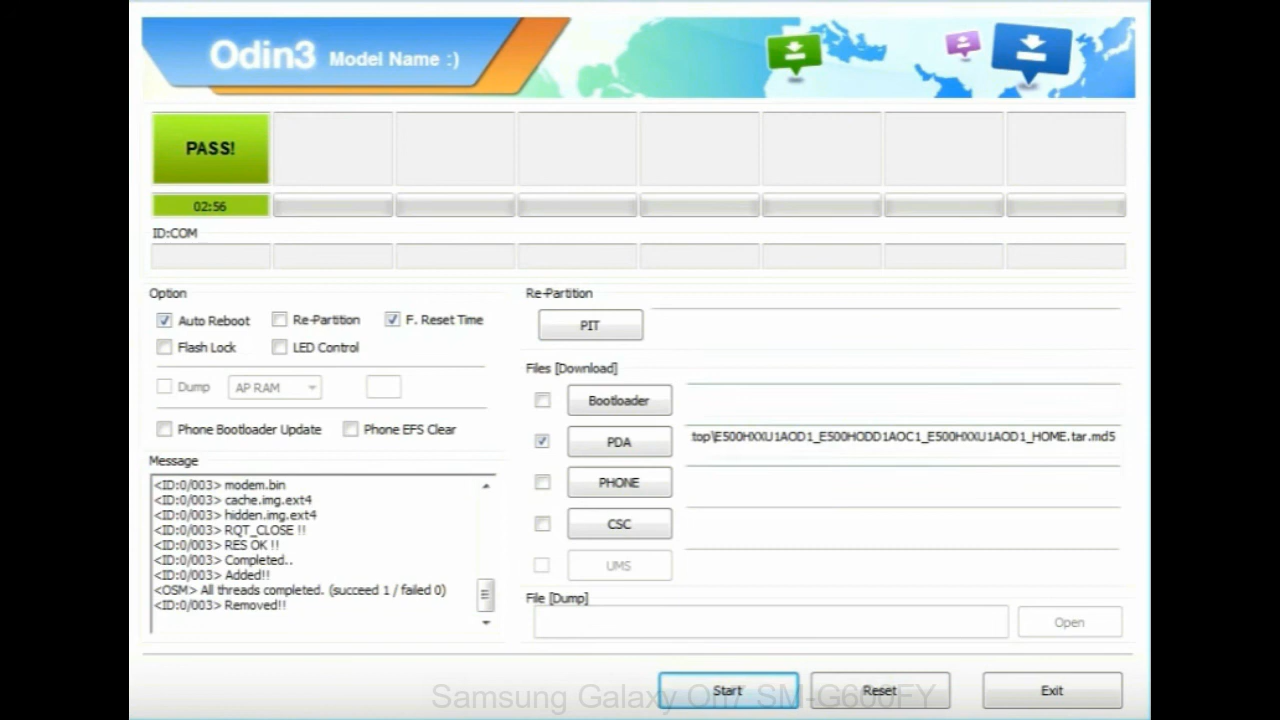 Odin3 Model Name :)
PASS!
02:56
ID:COM
Option
Auto Reboot Re-Partition F. Reset Time
Flash Lock LED Control
Dump AP RAM
Phone Bootloader Update Phone EFS Clear
Message
<ID:0/003> modem.bin
<ID:0/003> cache.img.ext4
<ID:0/003> hidden.img.ext4
<ID:0/003> RQT_CLOSE !!
<ID:0/003> RES OK !!
<ID:0/003> Completed..
<ID:0/003> Added!!
<OSM> All threads completed. (succeed 1 / failed 0)
<ID:0/003> Removed!!
Re-Partition
PIT
Files [Download]
Bootloader
PDA top\E500HXXU1AOD1_E500HODD1AOC1_E500HXXU1AOD1_HOME.tar.md5
PHONE
CSC
UMS
File [Dump]
Open
Start Reset Exit
Samsung Galaxy On7 SM-G600FY